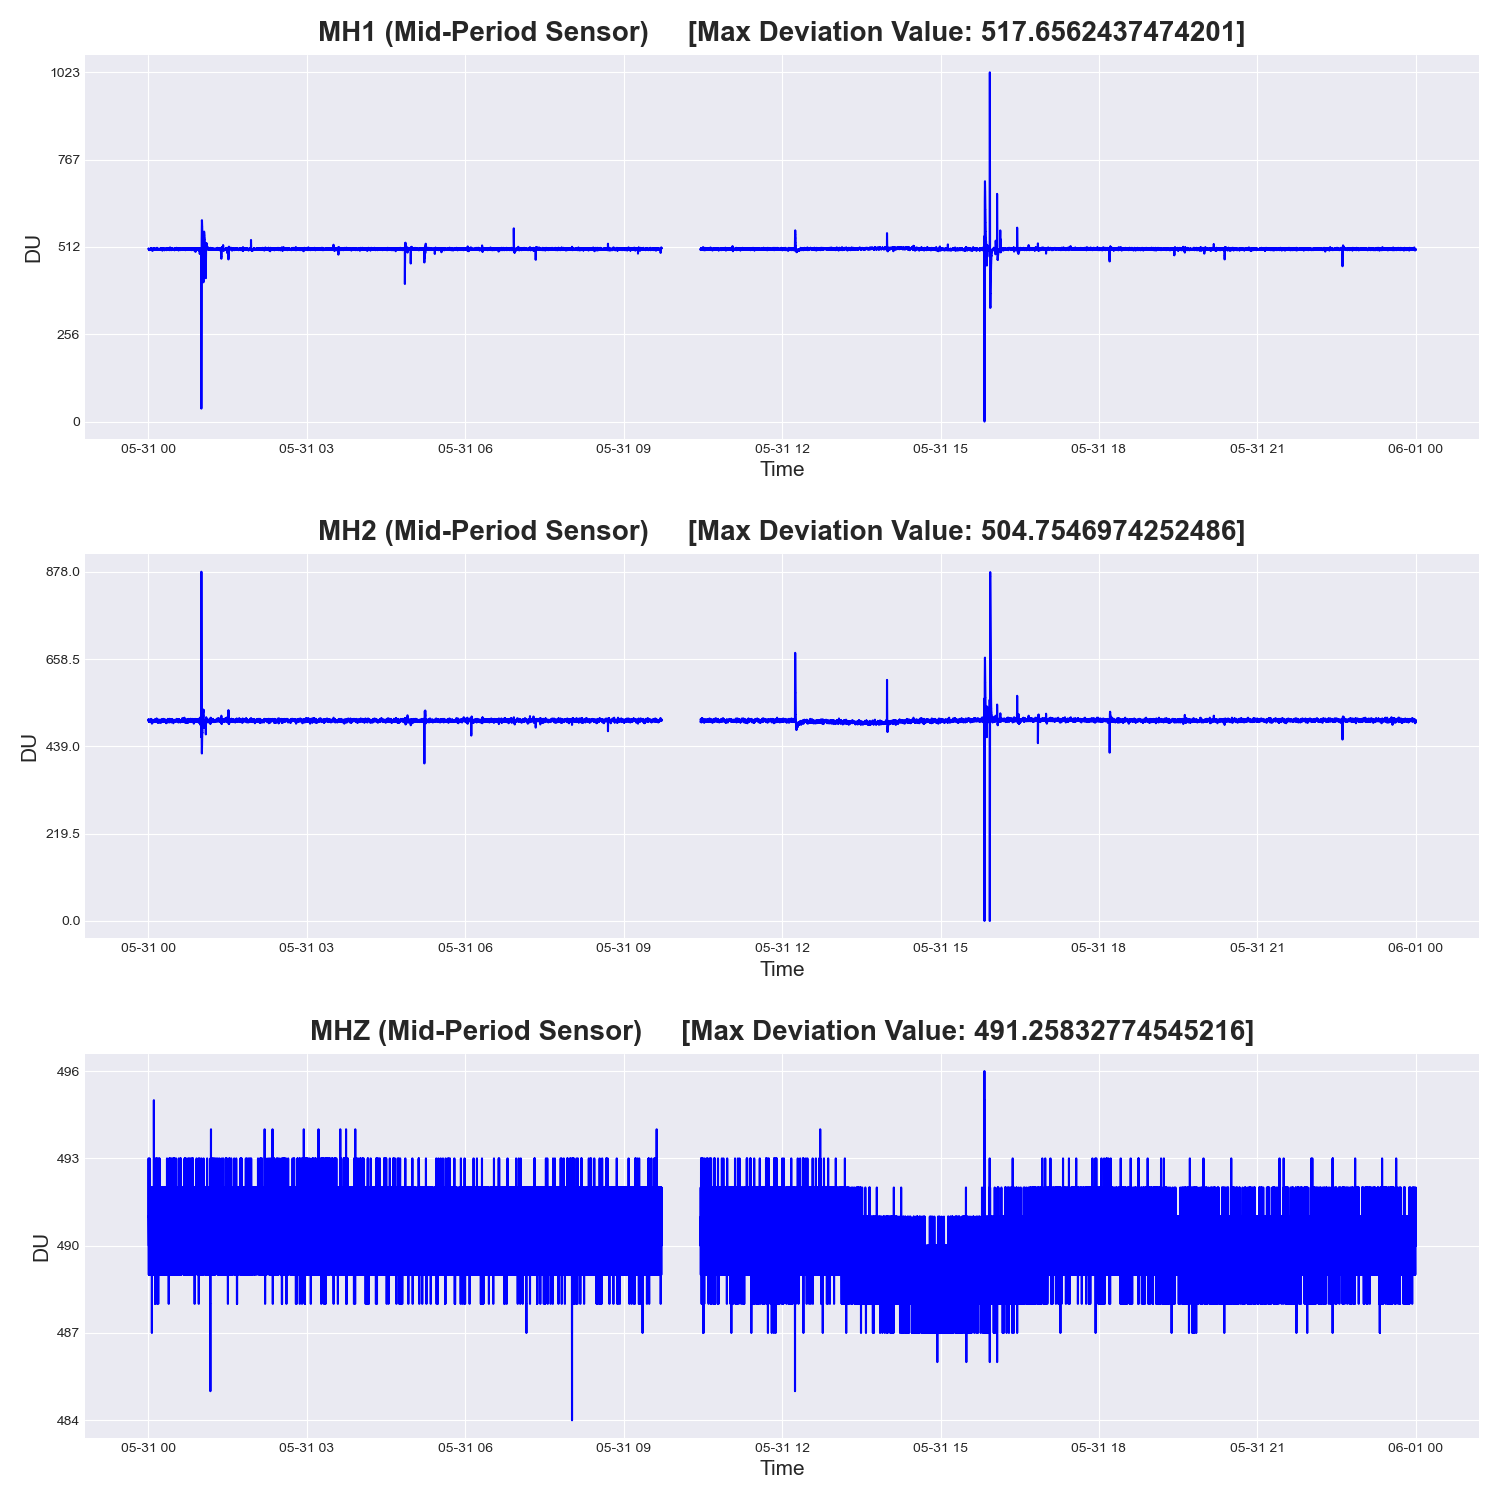 MH1 (Mid-Period Sensor) [Max Deviation Value: 517.6562437474201]
1023
767
512
256
0
DU
05-31 00 05-31 03 05-31 06 05-31 09 05-31 12 05-31 15 05-31 18 05-31 21 06-01 00
Time
MH2 (Mid-Period Sensor) [Max Deviation Value: 504.7546974252486]
878.0
658.5
439.0
219.5
0.0
DU
05-31 00 05-31 03 05-31 06 05-31 09 05-31 12 05-31 15 05-31 18 05-31 21 06-01 00
Time
MHZ (Mid-Period Sensor) [Max Deviation Value: 491.25832774545216]
496
493
490
487
484
DU
05-31 00 05-31 03 05-31 06 05-31 09 05-31 12 05-31 15 05-31 18 05-31 21 06-01 00
Time